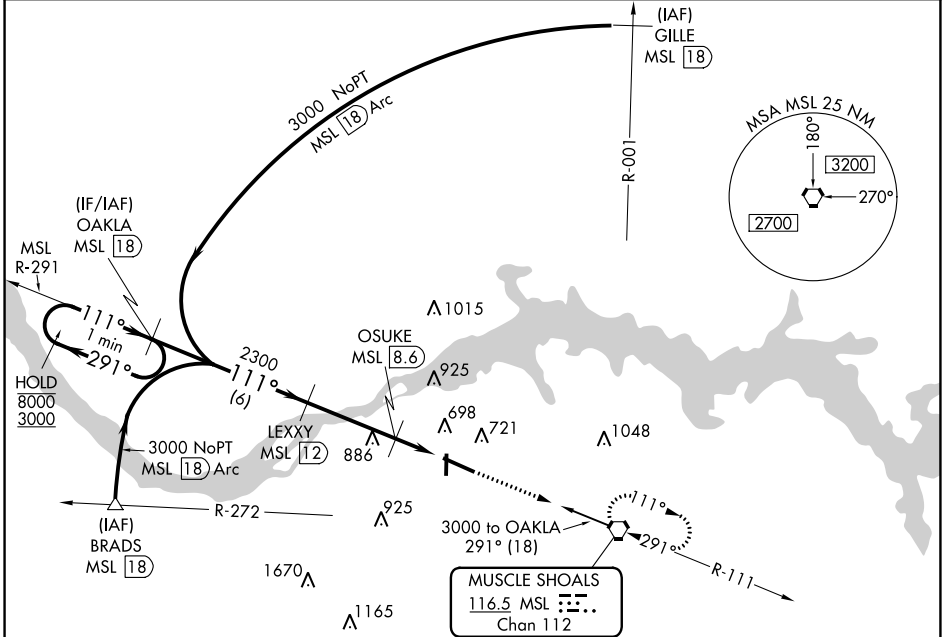 (IAF)
GILLE
MSL 18
3000 NoPT
MSL 18 Arc
R-001
MSA MSL 25 NM
180°
3200
270°
2700
(IF/IAF)
OAKLA
MSL 18
MSL
R-291
111°
1 min
291°
HOLD
8000
3000
2300
111°
(6)
LEXXY
MSL 12
OSUKE
MSL 8.6
1015
925
698
721
886
1048
925
1670
1165
3000 NoPT
MSL 18 Arc
R-272
(IAF)
BRADS
MSL 18
3000 to OAKLA
291° (18)
111°
291°
R-111
MUSCLE SHOALS
116.5 MSL
Chan 112